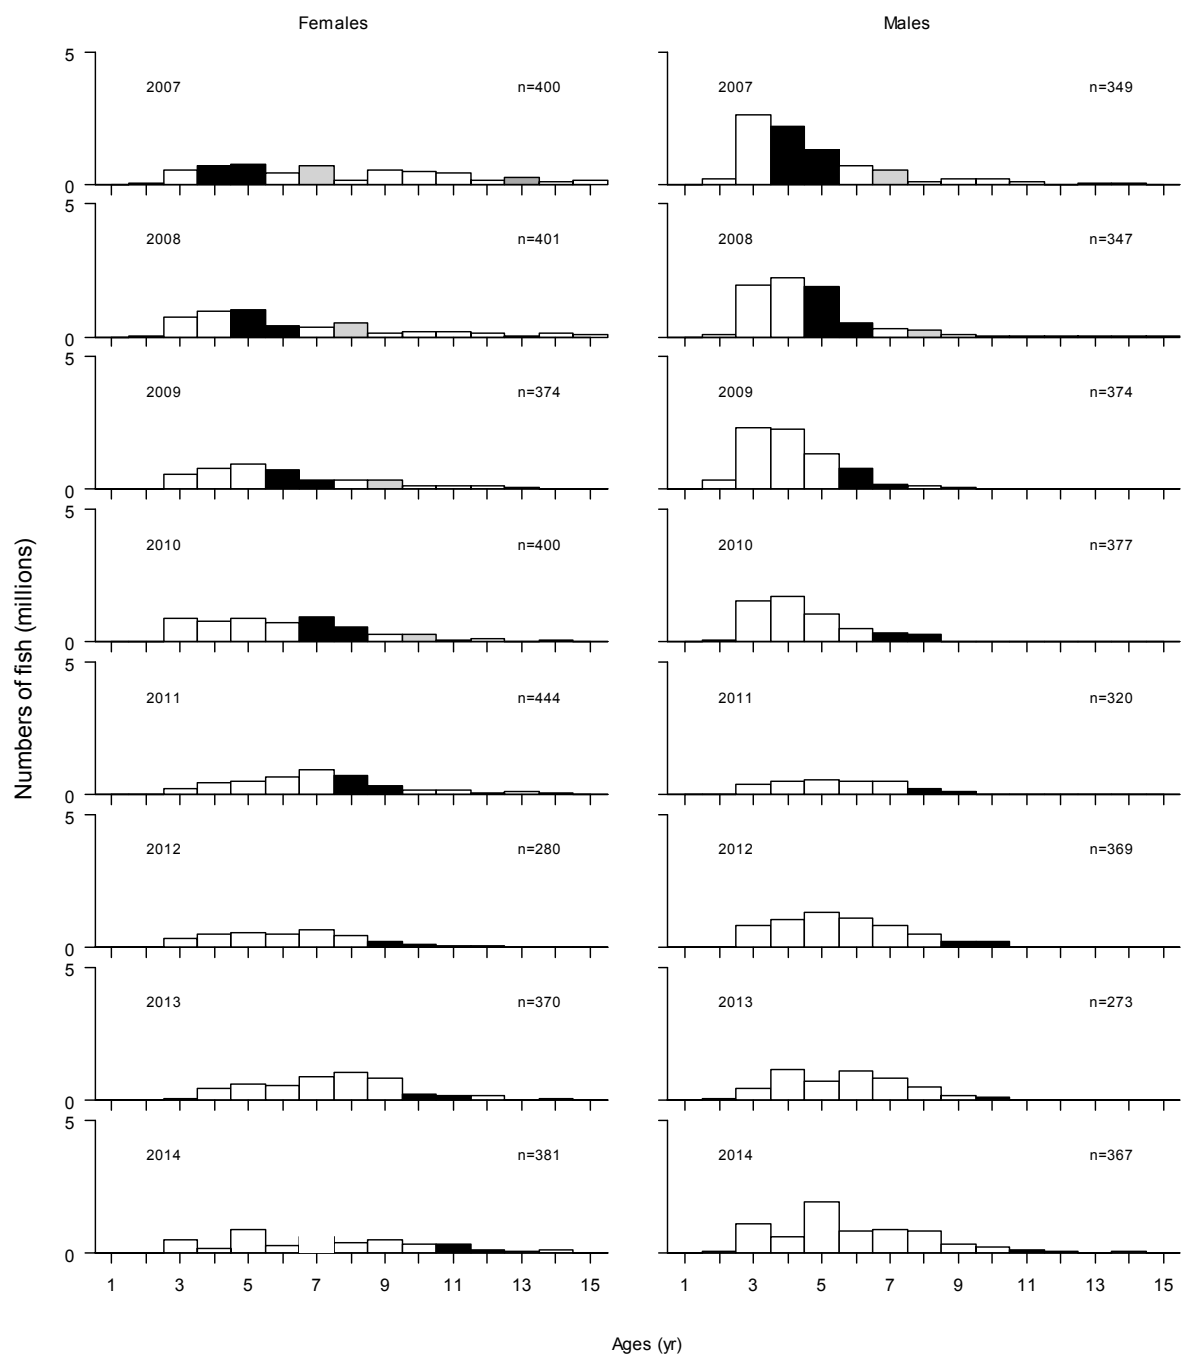 Females Males
5 2007 n=400 2007 n=349
0
5 2008 n=401 2008 n=347
0
5 2009 n=374 2009 n=374
0
5 2010 n=400 2010 n=377
0
5 2011 n=444 2011 n=320
0
5 2012 n=280 2012 n=369
0
5 2013 n=370 2013 n=273
0
5 2014 n=381 2014 n=367
0
1 3 5 7 9 11 13 15 1 3 5 7 9 11 13 15
Numbers of fish (millions)
Ages (yr)